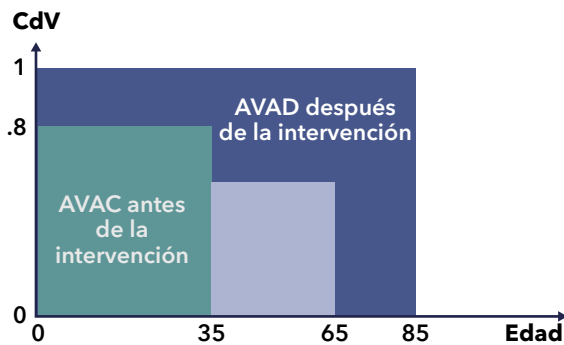 CdV
1
.8
AVAD después
de la intervención
AVAC antes
de la
intervención
0
0
35
65
85
Edad